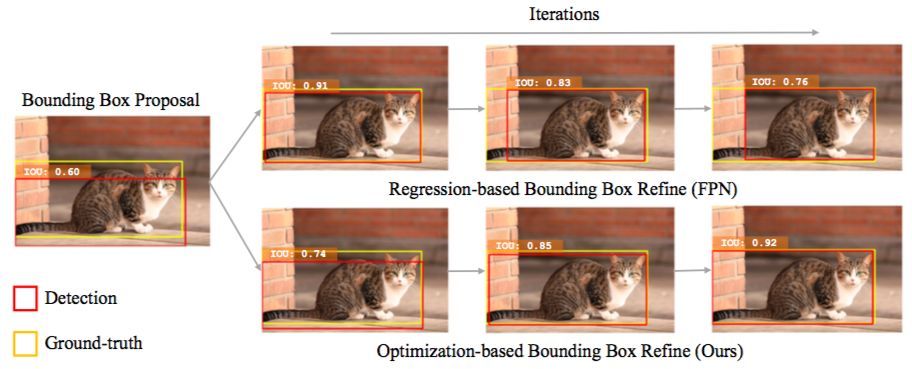 Iterations
Bounding Box Proposal
IOU: 0.60
IOU: 0.91
IOU: 0.83
IOU: 0.76
Regression-based Bounding Box Refine (FPN)
IOU: 0.74
IOU: 0.85
IOU: 0.92
Optimization-based Bounding Box Refine (Ours)
Detection
Ground-truth